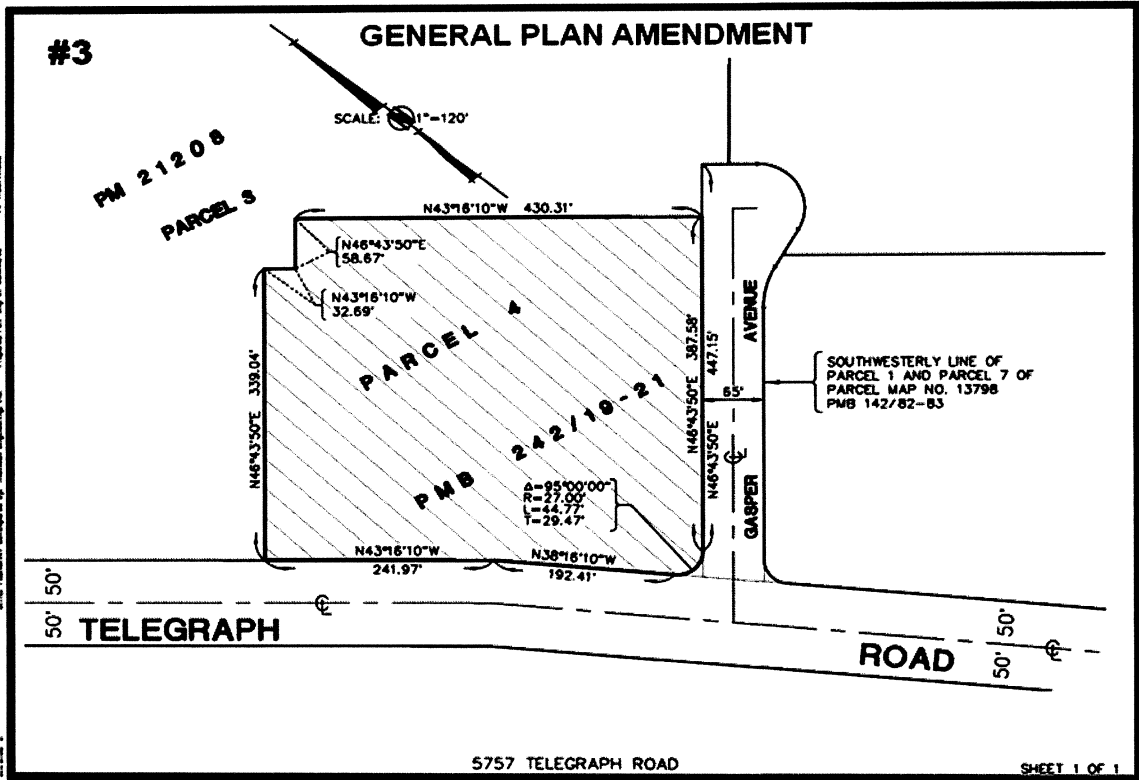 #3
GENERAL PLAN AMENDMENT
SCALE: 1"=120'
PM 21208
PARCEL 3
N43°16'10"W 430.31'
N46°43'50"E
58.67'
N43°16'10"W
32.69'
N46°43'50"E 339.04'
PARCEL 4
PMB 242/19-21
N46°43'50"E 387.58'
N46°43'50"E 447.15'
65'
GASPER AVENUE
SOUTHWESTERLY LINE OF
PARCEL 1 AND PARCEL 7 OF
PARCEL MAP NO. 13798
PMB 142/82-83
Δ=95°00'00"
R=27.00'
L=44.77'
T=29.47'
N43°16'10"W
241.97'
N38°16'10"W
192.41'
50'
50'
TELEGRAPH ROAD
50'
50'
5757 TELEGRAPH ROAD
SHEET 1 OF 1